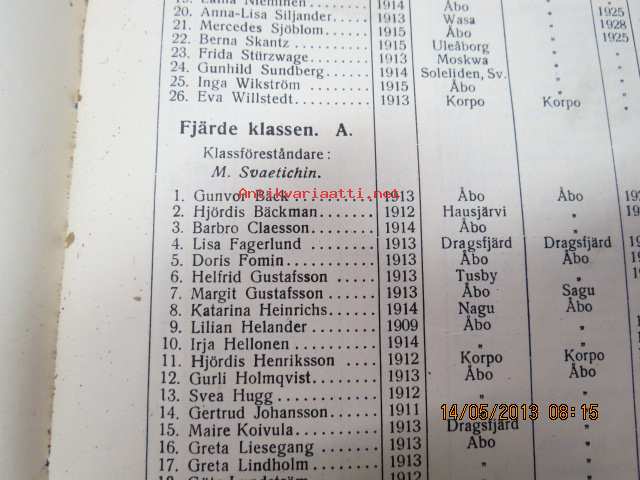 19. Laina Nieminen 1914 Åbo „
20. Anna-Lisa Siljander 1913 Wasa „ 1925
21. Mercedes Sjöblom 1915 Åbo „ 1928
22. Berna Skantz 1915 Uleåborg „ 1925
23. Frida Stürzwage 1913 Moskwa „
24. Gunhild Sundberg 1914 Soleliden, Sv. „
25. Inga Wikström 1915 Åbo „
26. Eva Willstedt 1913 Korpo Korpo
Fjärde klassen. A.
Klassföreståndare:
M. Svaetichin.
Antikvariaatti.net
1. Gunvor Bäck 1913 Åbo Åbo
2. Hjördis Bäckman 1912 Hausjärvi „
3. Barbro Claesson 1914 Åbo „
4. Lisa Fagerlund 1913 Dragsfjärd Dragsfjärd
5. Doris Fomin 1913 Åbo Åbo
6. Helfrid Gustafsson 1913 Tusby „
7. Margit Gustafsson 1913 Åbo Sagu
8. Katarina Heinrichs 1914 Nagu Åbo
9. Lilian Helander 1909 Åbo „
10. Irja Hellonen 1914 „ „
11. Hjördis Henriksson 1912 Korpo Korpo
12. Gurli Holmqvist 1913 Åbo Åbo
13. Svea Hugg 1912 „ „
14. Gertrud Johansson 1911
15. Maire Koivula 1913 Dragsfjärd
16. Greta Liesegang 1913 Åbo „
17. Greta Lindholm 1913 „ „
1912
14/05/2013 08:15